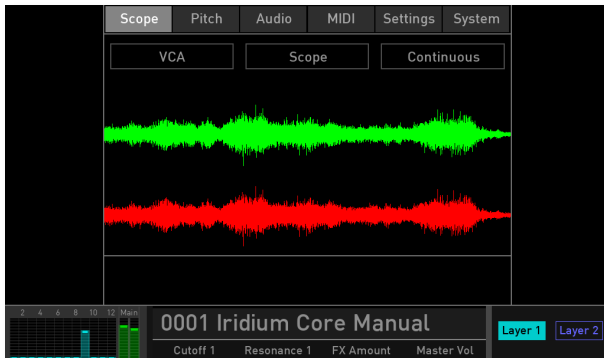 Scope Pitch Audio MIDI Settings System
VCA Scope Continuous
2 4 6 8 10 12 Main
0001 Iridium Core Manual
Layer 1 Layer 2
Cutoff 1 Resonance 1 FX Amount Master Vol